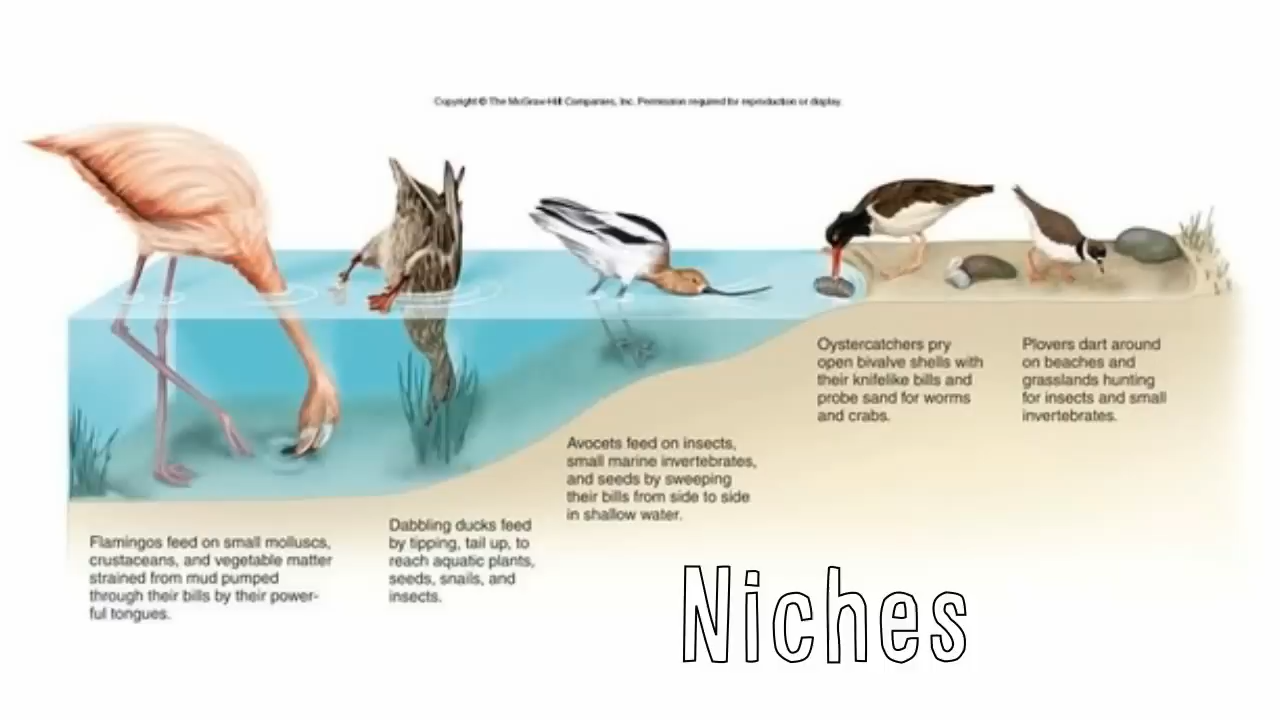 Copyright © The McGraw-Hill Companies, Inc. Permission required for reproduction or display.
Oystercatchers pry
open bivalve shells with
their knifelike bills and
probe sand for worms
and crabs.
Plovers dart around
on beaches and
grasslands hunting
for insects and small
invertebrates.
Avocets feed on insects,
small marine invertebrates,
and seeds by sweeping
their bills from side to side
in shallow water.
Dabbling ducks feed
by tipping, tail up, to
reach aquatic plants,
seeds, snails, and
insects.
Flamingos feed on small molluscs,
crustaceans, and vegetable matter
strained from mud pumped
through their bills by their power-
ful tongues.
Niches